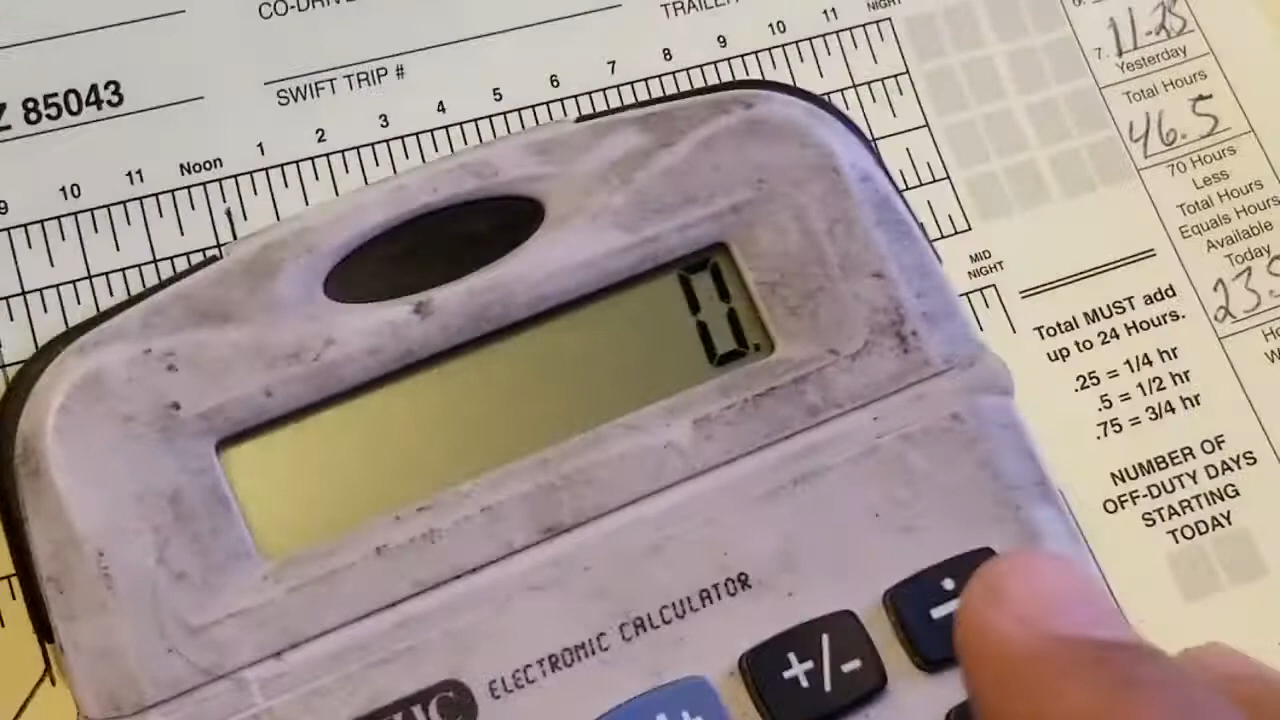 CO-DRIVE
TRAILER
Z 85043
SWIFT TRIP #
9 10 11 Noon 1 2 3 4 5 6 7 8 9 10 11 NIGHT
7. 11.25
Yesterday
Total Hours
46.5
70 Hours
Less
Total Hours
Equals Hours
Available
Today
MID
NIGHT
Total MUST add
up to 24 Hours.
.25 = 1/4 hr
.5 = 1/2 hr
.75 = 3/4 hr
NUMBER OF
OFF-DUTY DAYS
STARTING
TODAY
0.
ELECTRONIC CALCULATOR
+/-
÷